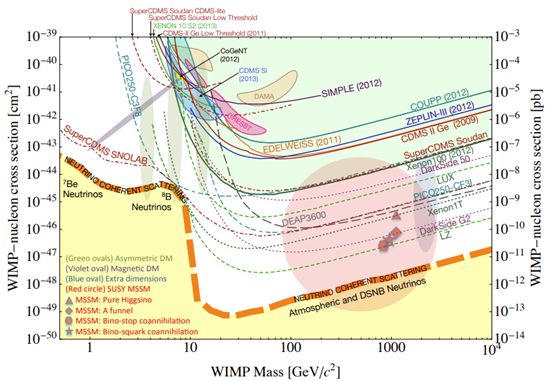 SuperCDMS Soudan CDMS-lite
SuperCDMS Soudan Low Threshold
XENON 10 S2 (2013)
CDMS-II Ge Low Threshold (2011)
CoGeNT
(2012)
CDMS Si
(2013)
DAMA
CRESST
SIMPLE (2012)
COUPP (2012)
ZEPLIN-III (2012)
CDMS II Ge (2009)
EDELWEISS (2011)
SuperCDMS Soudan
Xenon100 (2012)
DarkSide 50
LUX
PICO250-C3F8
PICO250-CF3I
SuperCDMS SNOLAB
DEAP3600
Xenon1T
DarkSide G2
LZ
NEUTRINO COHERENT SCATTERING
7Be
Neutrinos
8B
Neutrinos
NEUTRINO COHERENT SCATTERING
Atmospheric and DSNB Neutrinos
(Green ovals) Asymmetric DM
(Violet oval) Magnetic DM
(Blue oval) Extra dimensions
(Red circle) SUSY MSSM
MSSM: Pure Higgsino
MSSM: A funnel
MSSM: Bino-stop coannihilation
MSSM: Bino-squark coannihilation
WIMP−nucleon cross section [cm2]
10−39
10−40
10−41
10−42
10−43
10−44
10−45
10−46
10−47
10−48
10−49
10−50
WIMP−nucleon cross section [pb]
10−3
10−4
10−5
10−6
10−7
10−8
10−9
10−10
10−11
10−12
10−13
10−14
1 10 100 1000 104
WIMP Mass [GeV/c2]